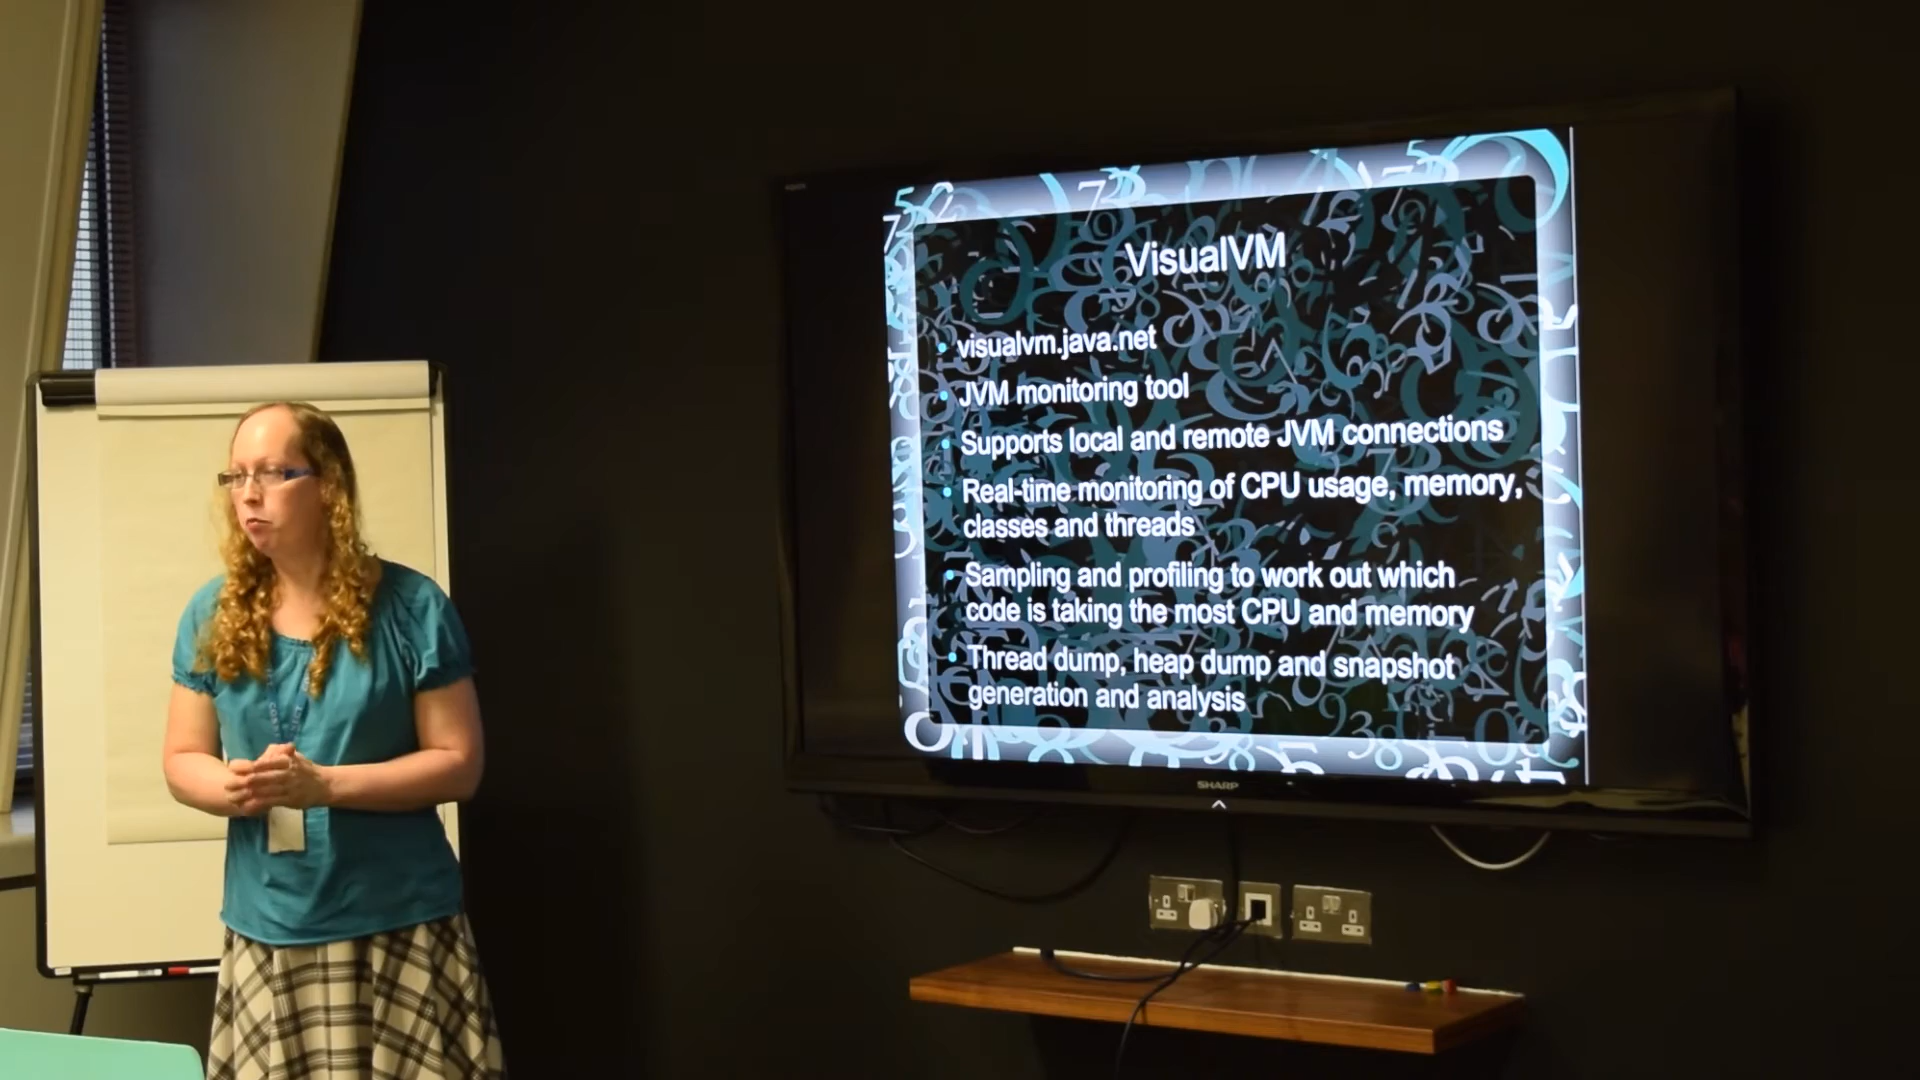 VisualVM
visualvm.java.net
JVM monitoring tool
Supports local and remote JVM connections
Real-time monitoring of CPU usage, memory,
classes and threads
Sampling and profiling to work out which
code is taking the most CPU and memory
Thread dump, heap dump and snapshot
generation and analysis
SHARP